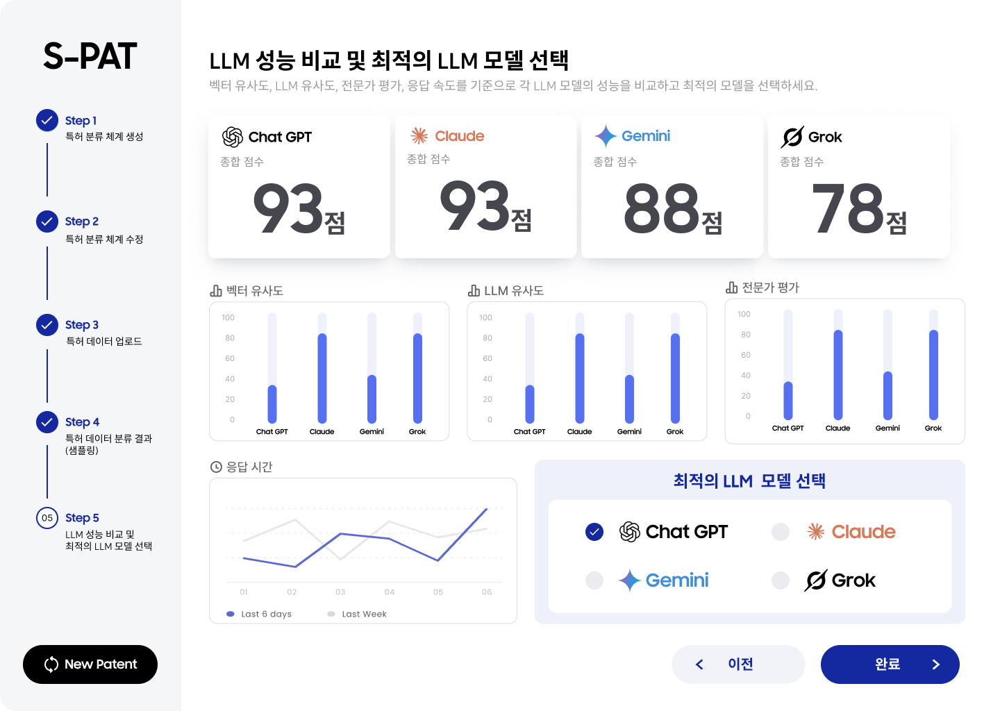 S-PAT
Step 1
특허 분류 체계 생성
Step 2
특허 분류 체계 수정
Step 3
특허 데이터 업로드
Step 4
특허 데이터 분류 결과
(샘플링)
05
Step 5
LLM 성능 비교 및
최적의 LLM 모델 선택
New Patent
LLM 성능 비교 및 최적의 LLM 모델 선택
벡터 유사도, LLM 유사도, 전문가 평가, 응답 속도를 기준으로 각 LLM 모델의 성능을 비교하고 최적의 모델을 선택하세요.
Chat GPT
종합 점수
93점
Claude
종합 점수
93점
Gemini
종합 점수
88점
Grok
종합 점수
78점
벡터 유사도
100
80
60
40
20
0
Chat GPT Claude Gemini Grok
LLM 유사도
100
80
60
40
20
0
Chat GPT Claude Gemini Grok
전문가 평가
100
80
60
40
20
0
Chat GPT Claude Gemini Grok
응답 시간
01 02 03 04 05 06
Last 6 days Last Week
최적의 LLM 모델 선택
Chat GPT Claude
Gemini Grok
이전
완료